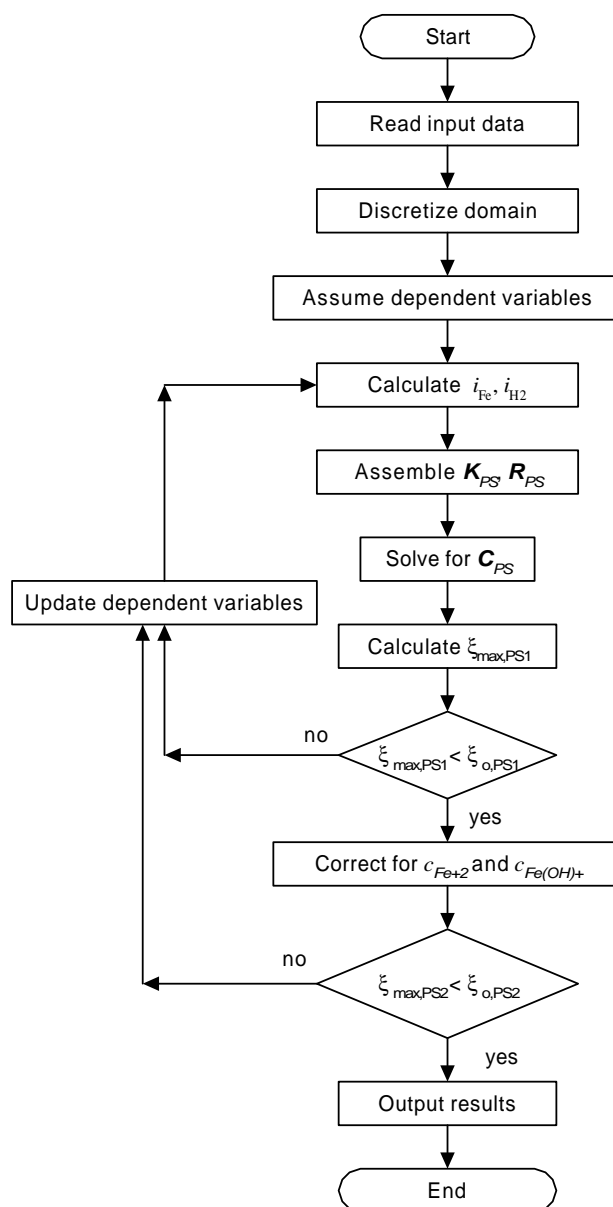 Start
Read input data
Discretize domain
Assume dependent variables
Calculate i_Fe, i_H2
Assemble K_PS, R_PS
Solve for C_PS
Update dependent variables
Calculate ξ_max,PS1
no
ξ_max,PS1 < ξ_o,PS1
yes
Correct for c_Fe+2 and c_Fe(OH)+
no
ξ_max,PS2 < ξ_o,PS2
yes
Output results
End